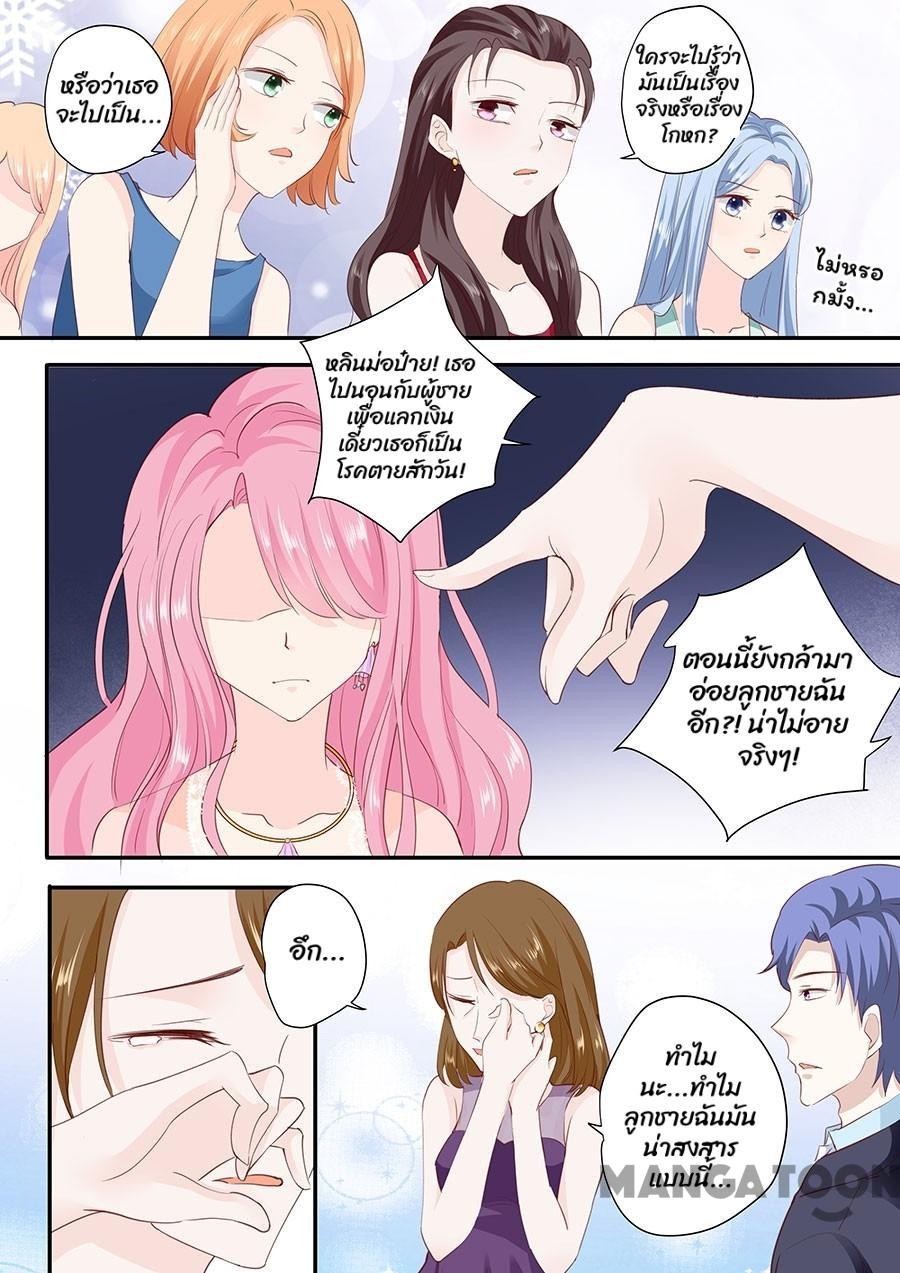 หรือว่าเธอ
จะไปเป็น...
ใครจะไปรู้ว่า
มันเป็นเรื่อง
จริงหรือเรื่อง
โกหก?
ไม่หรอ
กมั้ง...
หลินม่อป๋าย! เธอ
ไปนอนกับผู้ชาย
เพื่อแลกเงิน
เดี๋ยวเธอก็เป็น
โรคตายสักวัน!
ตอนนี้ยังกล้ามา
อ่อยลูกชายฉัน
อีก?! น่าไม่อาย
จริงๆ!
อึก...
ทำไม
นะ...ทำไม
ลูกชายฉันมัน
น่าสงสาร
แบบนี้...
MANGATOON